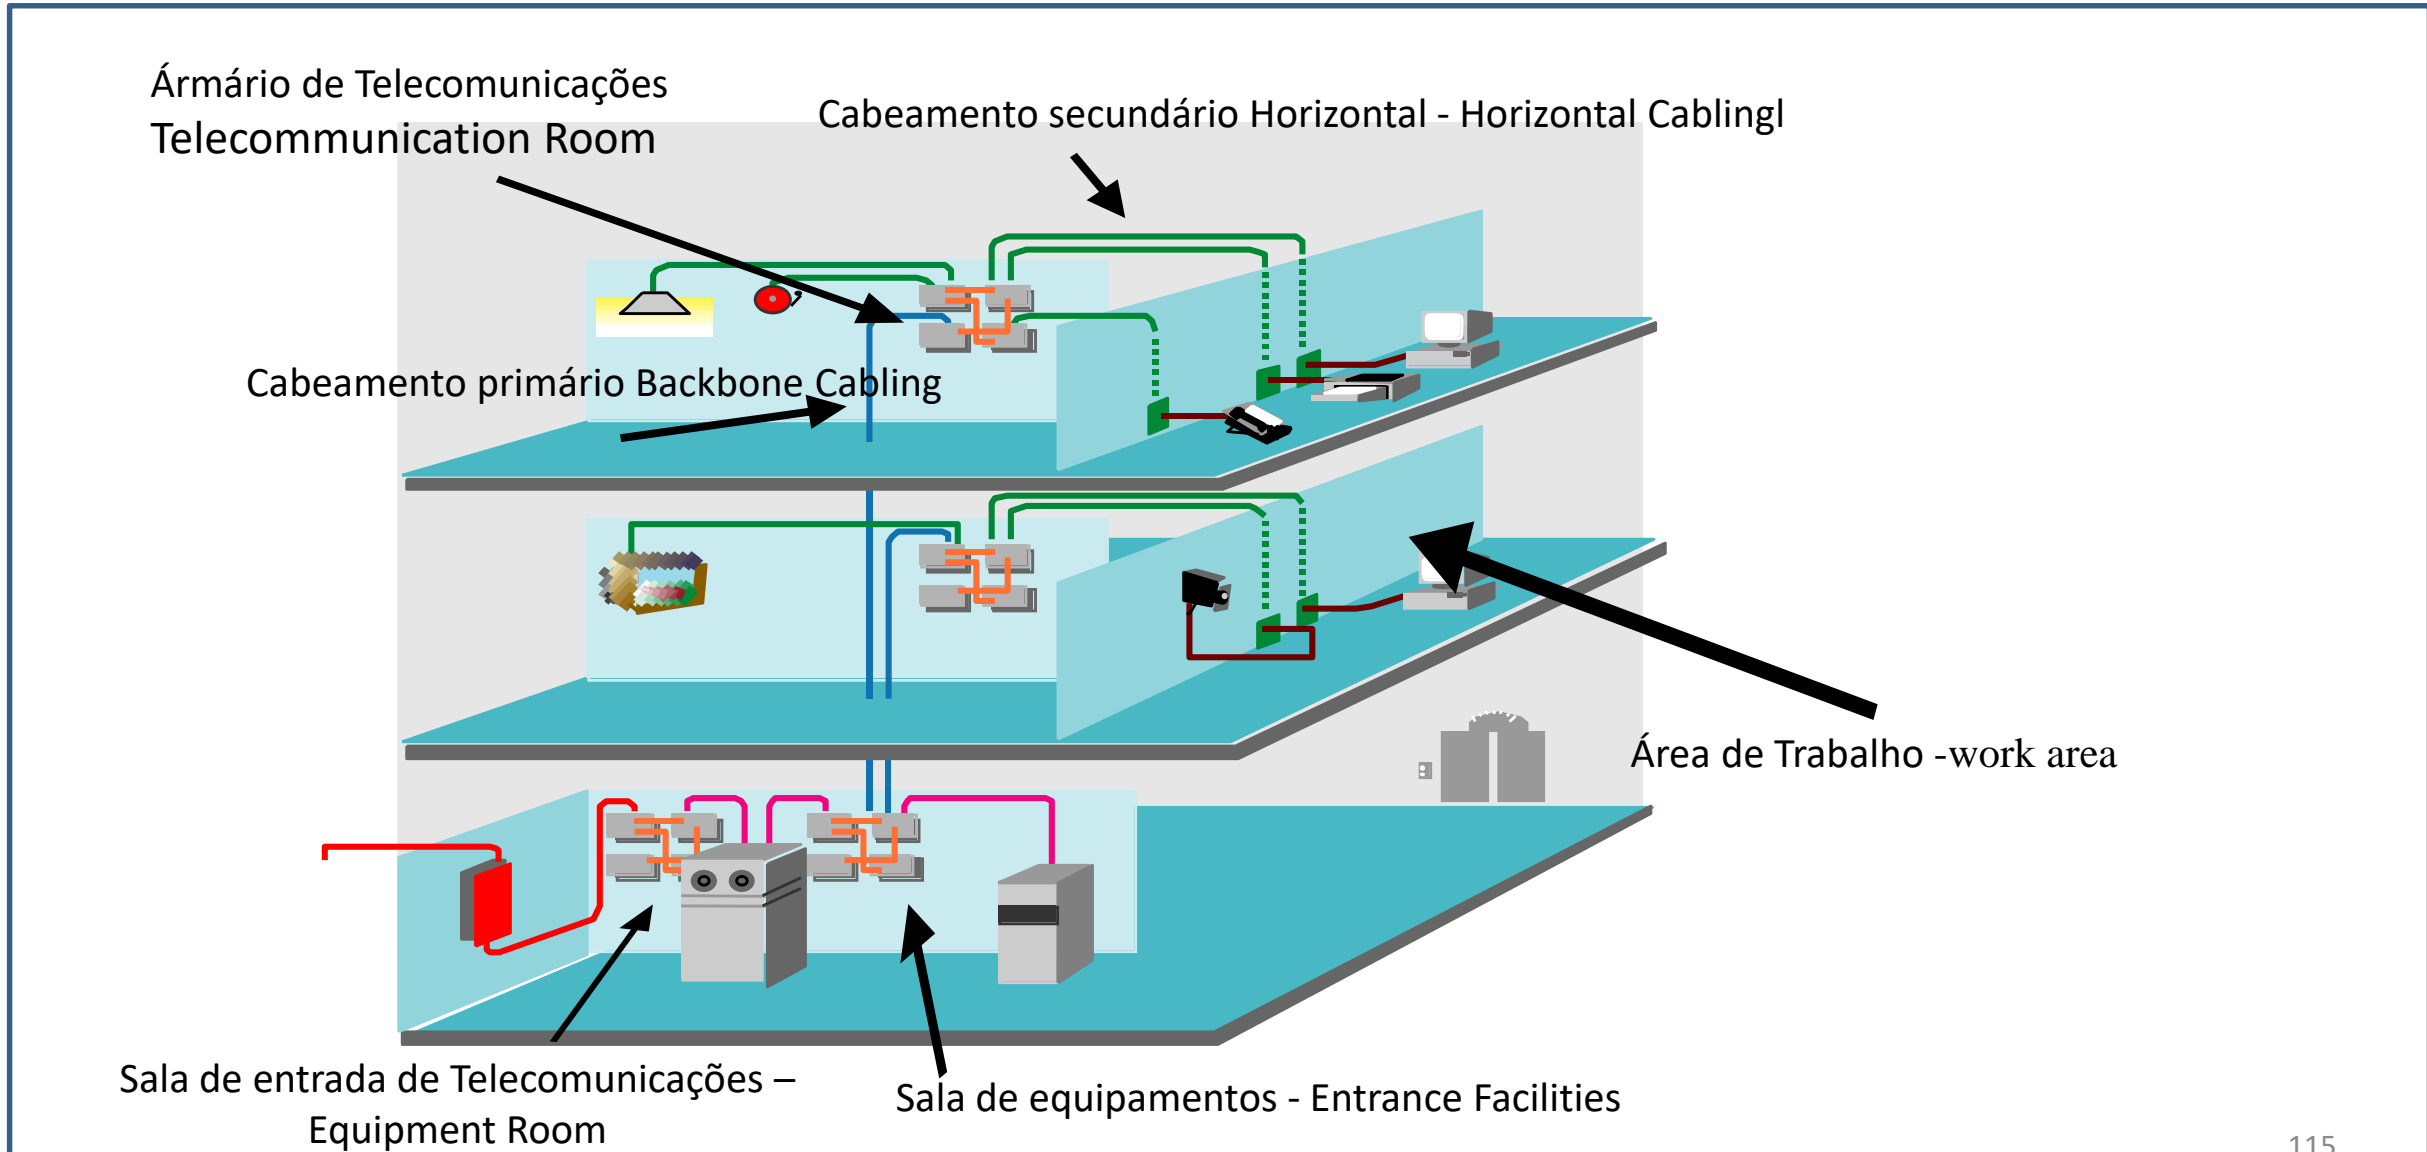 Ármário de Telecomunicações
Telecommunication Room
Cabeamento secundário Horizontal - Horizontal Cablingl
Cabeamento primário Backbone Cabling
Área de Trabalho -work area
Sala de entrada de Telecomunicações –
Equipment Room
Sala de equipamentos - Entrance Facilities
115